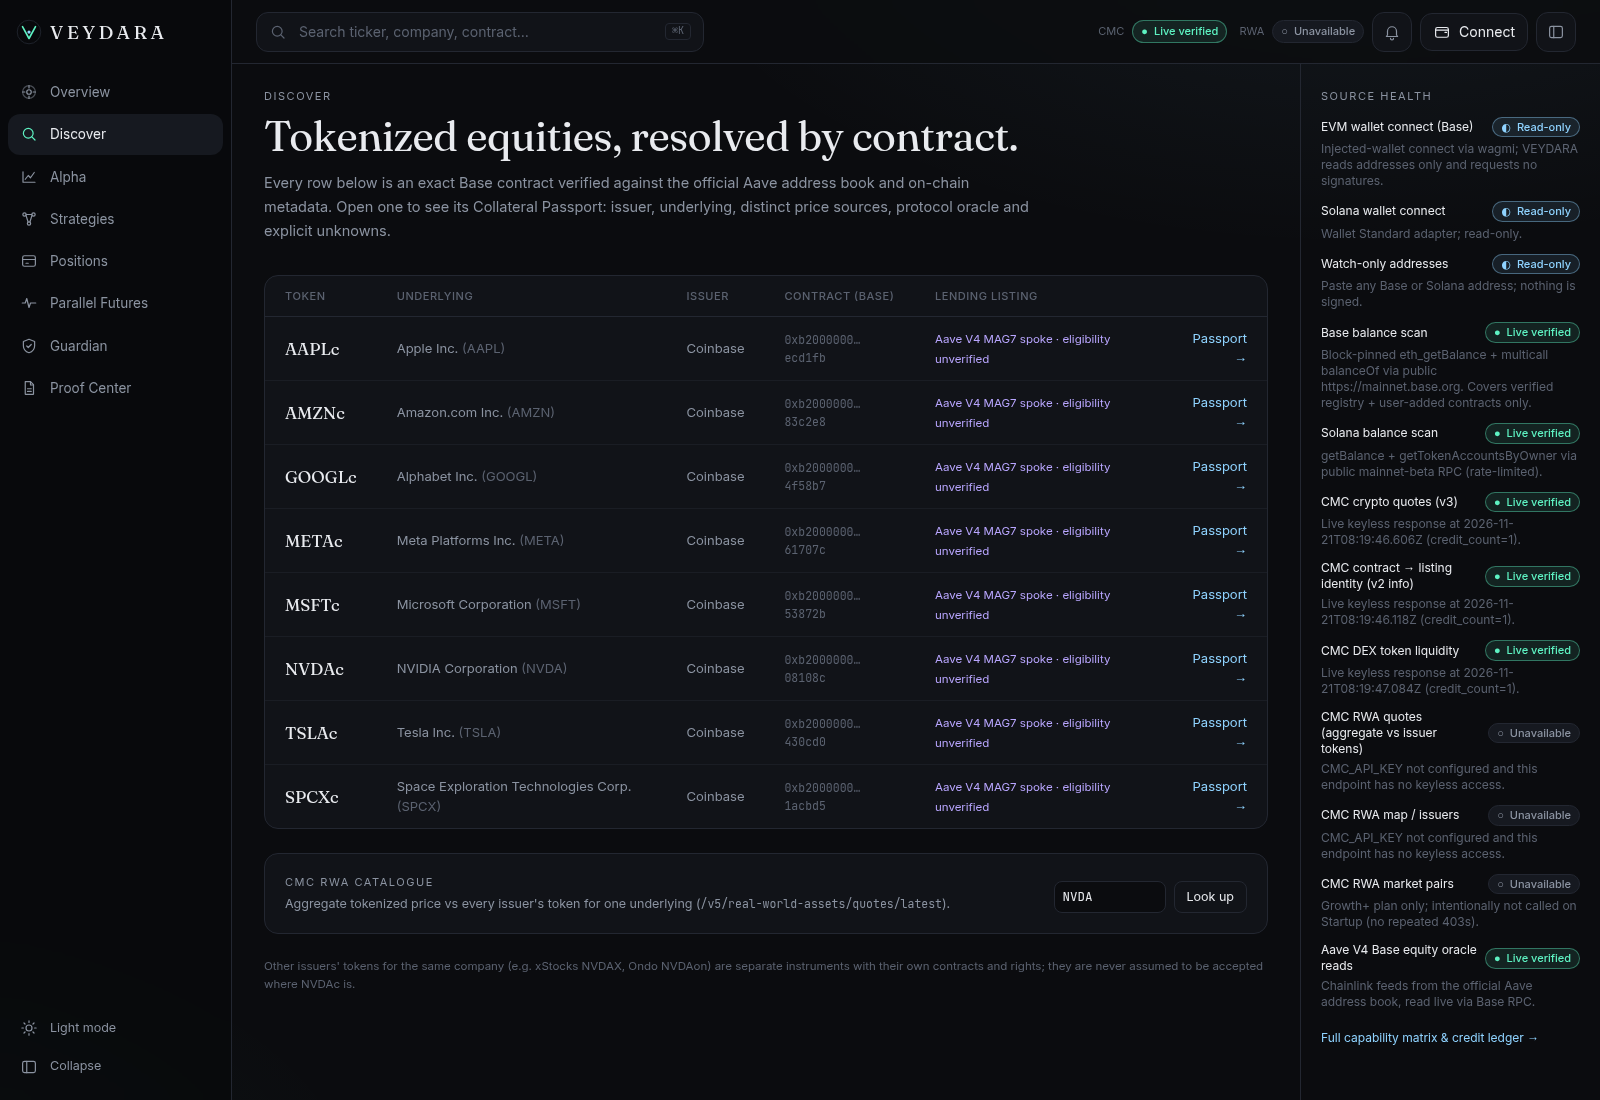 VEYDARA
Search ticker, company, contract...
⌘K
CMC
● Live verified
RWA
○ Unavailable
Connect
Overview
Discover
Alpha
Strategies
Positions
Parallel Futures
Guardian
Proof Center
Light mode
Collapse
DISCOVER
Tokenized equities, resolved by contract.
Every row below is an exact Base contract verified against the official Aave address book and on-chain
metadata. Open one to see its Collateral Passport: issuer, underlying, distinct price sources, protocol oracle and
explicit unknowns.
TOKEN UNDERLYING ISSUER CONTRACT (BASE) LENDING LISTING
AAPLc Apple Inc. (AAPL) Coinbase 0xb2000000… Aave V4 MAG7 spoke · eligibility Passport
ecd1fb unverified →
AMZNc Amazon.com Inc. (AMZN) Coinbase 0xb2000000… Aave V4 MAG7 spoke · eligibility Passport
83c2e8 unverified →
GOOGLc Alphabet Inc. (GOOGL) Coinbase 0xb2000000… Aave V4 MAG7 spoke · eligibility Passport
4f58b7 unverified →
METAc Meta Platforms Inc. (META) Coinbase 0xb2000000… Aave V4 MAG7 spoke · eligibility Passport
61707c unverified →
MSFTc Microsoft Corporation (MSFT) Coinbase 0xb2000000… Aave V4 MAG7 spoke · eligibility Passport
53872b unverified →
NVDAc NVIDIA Corporation (NVDA) Coinbase 0xb2000000… Aave V4 MAG7 spoke · eligibility Passport
08108c unverified →
TSLAc Tesla Inc. (TSLA) Coinbase 0xb2000000… Aave V4 MAG7 spoke · eligibility Passport
430cd0 unverified →
SPCXc Space Exploration Technologies Corp. Coinbase 0xb2000000… Aave V4 MAG7 spoke · eligibility Passport
(SPCX) 1acbd5 unverified →
CMC RWA CATALOGUE
Aggregate tokenized price vs every issuer's token for one underlying (/v5/real-world-assets/quotes/latest).
NVDA
Look up
Other issuers' tokens for the same company (e.g. xStocks NVDAX, Ondo NVDAon) are separate instruments with their own contracts and rights; they are never assumed to be accepted
where NVDAc is.
SOURCE HEALTH
EVM wallet connect (Base) Read-only
Injected-wallet connect via wagmi; VEYDARA
reads addresses only and requests no
signatures.
Solana wallet connect Read-only
Wallet Standard adapter; read-only.
Watch-only addresses Read-only
Paste any Base or Solana address; nothing is
signed.
Base balance scan ● Live verified
Block-pinned eth_getBalance + multicall
balanceOf via public
https://mainnet.base.org. Covers verified
registry + user-added contracts only.
Solana balance scan ● Live verified
getBalance + getTokenAccountsByOwner via
public mainnet-beta RPC (rate-limited).
CMC crypto quotes (v3) ● Live verified
Live keyless response at 2026-11-
21T08:19:46.606Z (credit_count=1).
CMC contract → listing
identity (v2 info) ● Live verified
Live keyless response at 2026-11-
21T08:19:46.118Z (credit_count=1).
CMC DEX token liquidity ● Live verified
Live keyless response at 2026-11-
21T08:19:47.084Z (credit_count=1).
CMC RWA quotes
(aggregate vs issuer ○ Unavailable
tokens)
CMC_API_KEY not configured and this
endpoint has no keyless access.
CMC RWA map / issuers ○ Unavailable
CMC_API_KEY not configured and this
endpoint has no keyless access.
CMC RWA market pairs ○ Unavailable
Growth+ plan only; intentionally not called on
Startup (no repeated 403s).
Aave V4 Base equity oracle
reads ● Live verified
Chainlink feeds from the official Aave
address book, read live via Base RPC.
Full capability matrix & credit ledger →